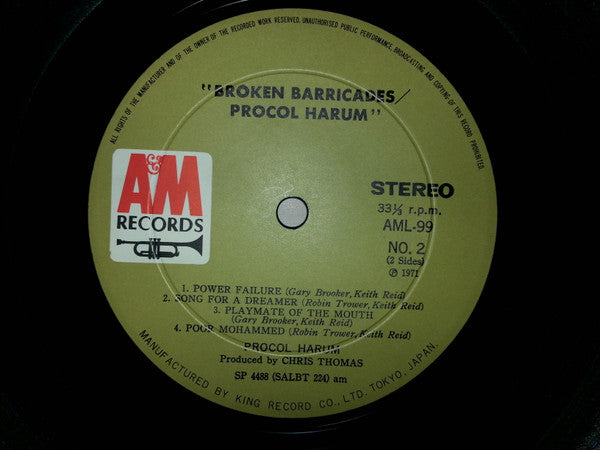 ALL RIGHTS OF THE MANUFACTURER AND OF THE OWNER OF THE RECORDED WORK RESERVED. UNAUTHORISED PUBLIC PERFORMANCE, BROADCASTING AND COPYING OF THIS RECORD PROHIBITED
"BROKEN BARRICADES/
PROCOL HARUM"
A&M
RECORDS
STEREO
33⅓ r.p.m.
AML-99
NO. 2
(2 Sides)
℗ 1971
1. POWER FAILURE (Gary Brooker, Keith Reid)
2. SONG FOR A DREAMER (Robin Trower, Keith Reid)
3. PLAYMATE OF THE MOUTH
(Gary Brooker, Keith Reid)
4. POOR MOHAMMED (Robin Trower, Keith Reid)
PROCOL HARUM
Produced by CHRIS THOMAS
SP 4488 (SALBT 224) am
MANUFACTURED BY KING RECORD CO., LTD. TOKYO, JAPAN.